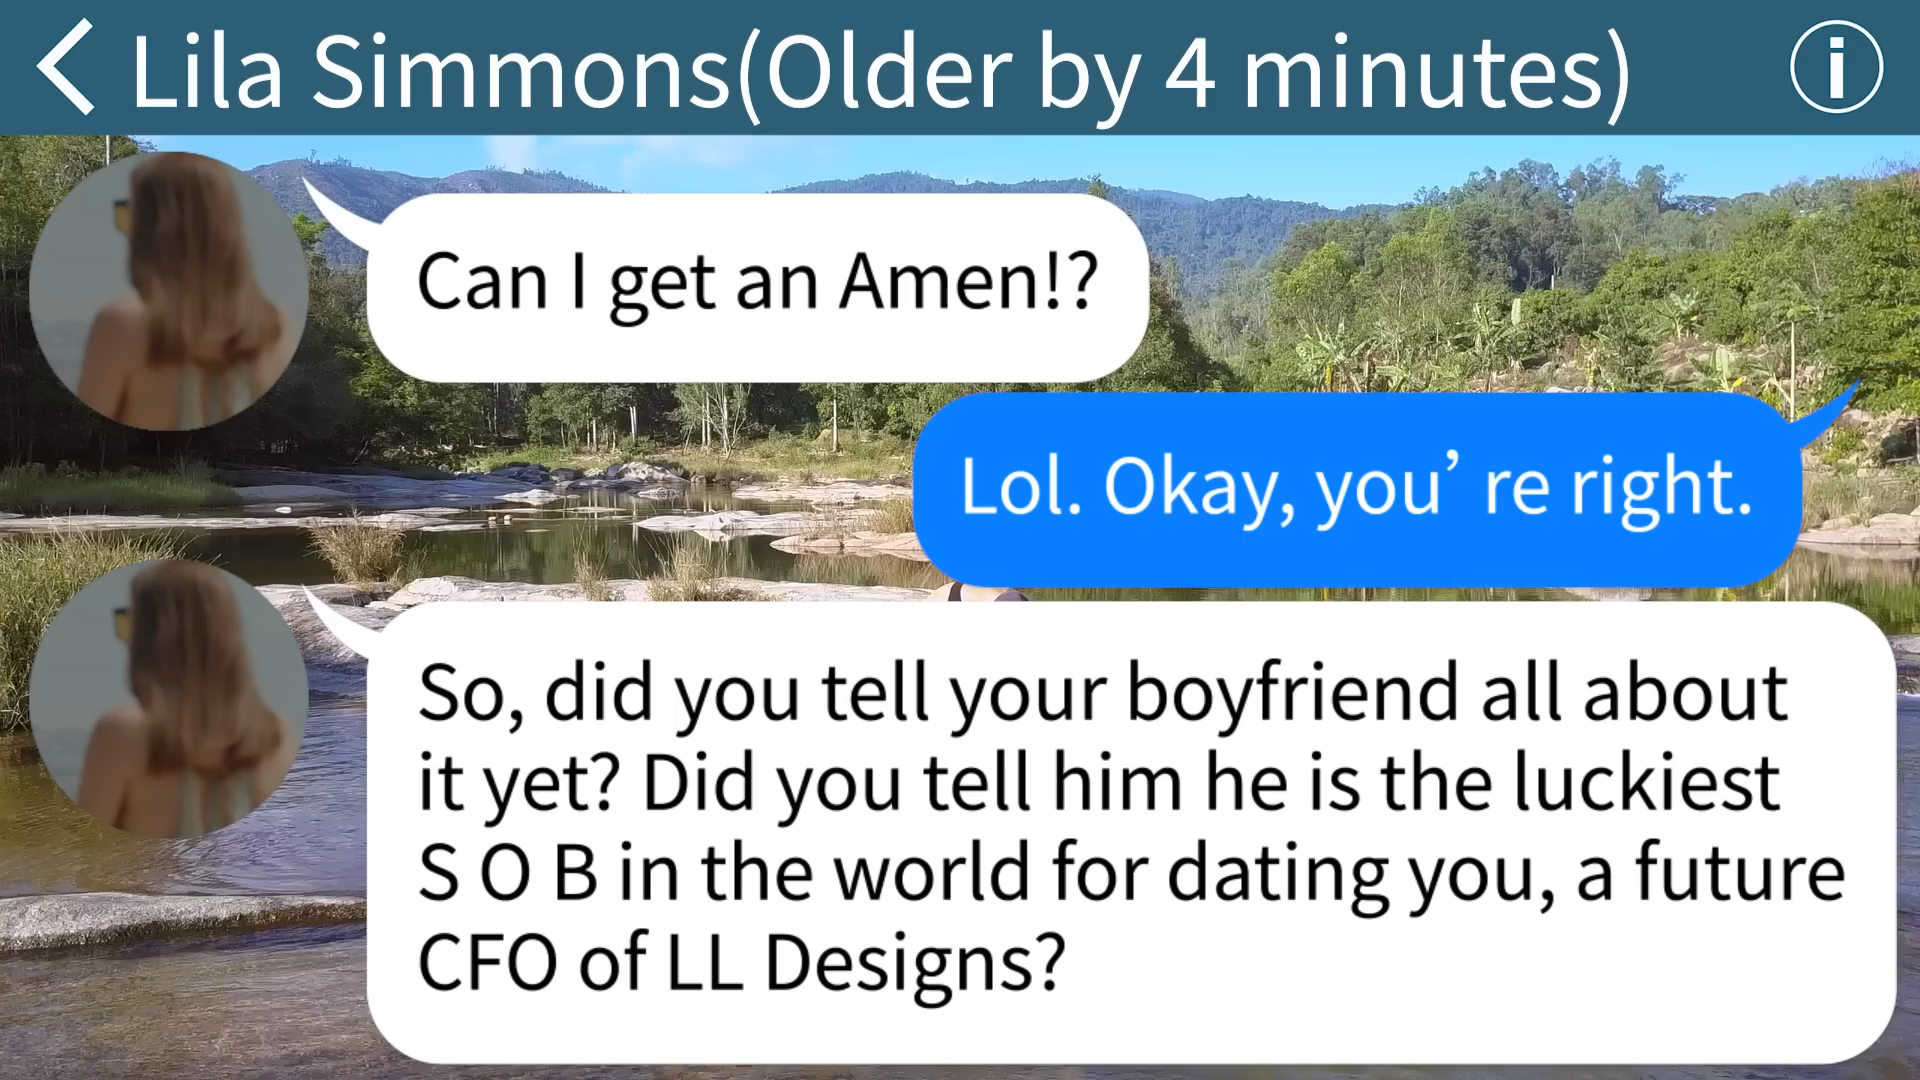 Lila Simmons(Older by 4 minutes)
Can I get an Amen!?
Lol. Okay, you’ re right.
So, did you tell your boyfriend all about
it yet? Did you tell him he is the luckiest
S O B in the world for dating you, a future
CFO of LL Designs?